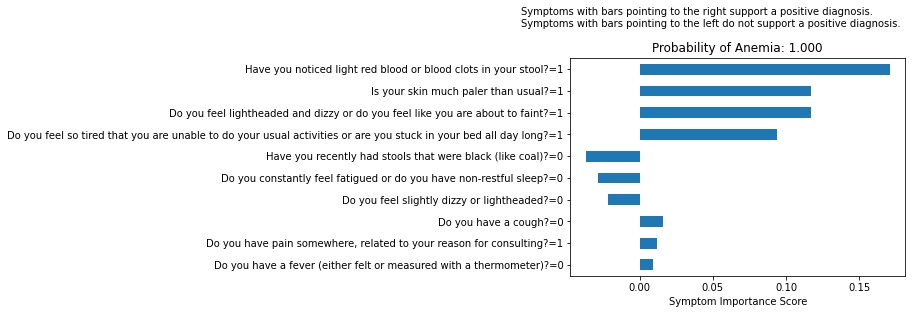 Symptoms with bars pointing to the right support a positive diagnosis.
Symptoms with bars pointing to the left do not support a positive diagnosis.
Probability of Anemia: 1.000
Have you noticed light red blood or blood clots in your stool?=1
Is your skin much paler than usual?=1
Do you feel lightheaded and dizzy or do you feel like you are about to faint?=1
Do you feel so tired that you are unable to do your usual activities or are you stuck in your bed all day long?=1
Have you recently had stools that were black (like coal)?=0
Do you constantly feel fatigued or do you have non-restful sleep?=0
Do you feel slightly dizzy or lightheaded?=0
Do you have a cough?=0
Do you have pain somewhere, related to your reason for consulting?=1
Do you have a fever (either felt or measured with a thermometer)?=0
0.00 0.05 0.10 0.15
Symptom Importance Score